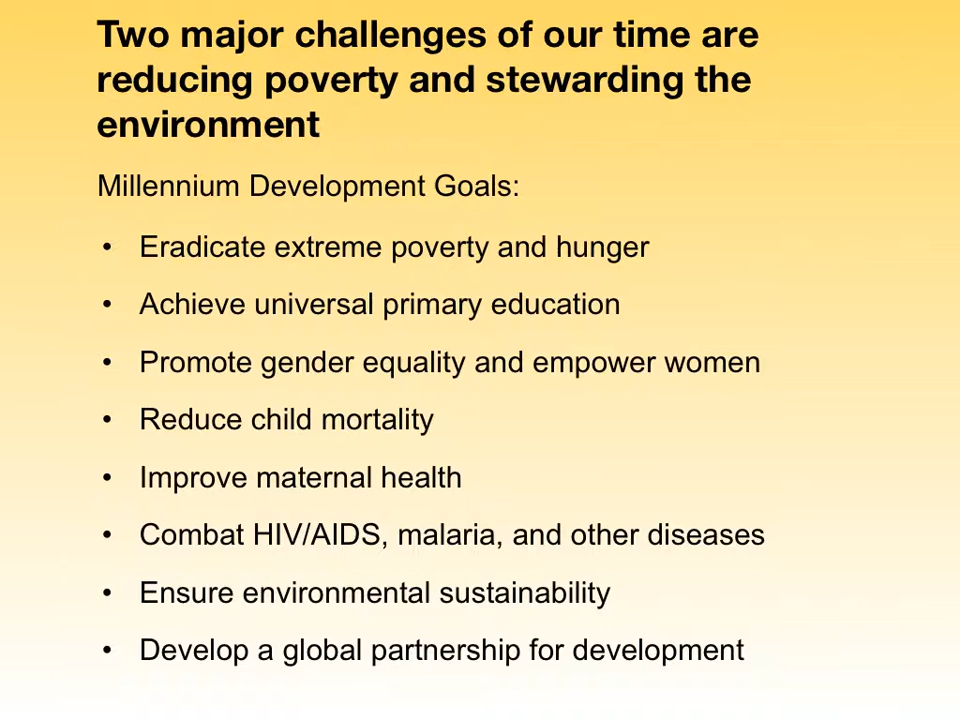 Two major challenges of our time are
reducing poverty and stewarding the
environment
Millennium Development Goals:
• Eradicate extreme poverty and hunger
• Achieve universal primary education
• Promote gender equality and empower women
• Reduce child mortality
• Improve maternal health
• Combat HIV/AIDS, malaria, and other diseases
• Ensure environmental sustainability
• Develop a global partnership for development